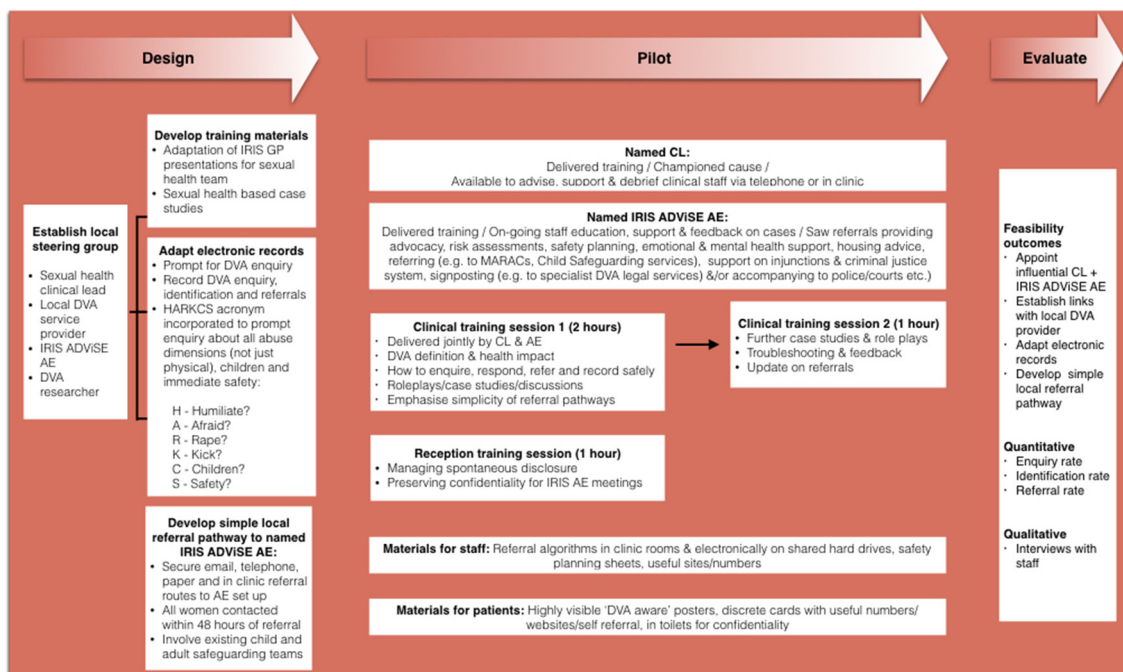 Design
Pilot
Evaluate
Establish local
steering group
• Sexual health
clinical lead
• Local DVA
service
provider
• IRIS ADViSE
AE
• DVA
researcher
Develop training materials
• Adaptation of IRIS GP
presentations for sexual
health team
• Sexual health based case
studies
Adapt electronic records
• Prompt for DVA enquiry
• Record DVA enquiry,
identification and referrals
• HARKCS acronym
incorporated to prompt
enquiry about all abuse
dimensions (not just
physical), children and
immediate safety:
H - Humiliate?
A - Afraid?
R - Rape?
K - Kick?
C - Children?
S - Safety?
Develop simple local
referral pathway to named
IRIS ADViSE AE:
• Secure email, telephone,
paper and in clinic referral
routes to AE set up
• All women contacted
within 48 hours of referral
• Involve existing child and
adult safeguarding teams
Named CL:
Delivered training / Championed cause /
Available to advise, support & debrief clinical staff via telephone or in clinic
Named IRIS ADViSE AE:
Delivered training / On-going staff education, support & feedback on cases / Saw referrals providing
advocacy, risk assessments, safety planning, emotional & mental health support, housing advice,
referring (e.g. to MARACs, Child Safeguarding services), support on injunctions & criminal justice
system, signposting (e.g. to specialist DVA legal services) &/or accompanying to police/courts etc.)
Clinical training session 1 (2 hours)
• Delivered jointly by CL & AE
• DVA definition & health impact
• How to enquire, respond, refer and record safely
• Roleplays/case studies/discussions
• Emphasise simplicity of referral pathways
Clinical training session 2 (1 hour)
• Further case studies & role plays
• Troubleshooting & feedback
• Update on referrals
Reception training session (1 hour)
• Managing spontaneous disclosure
• Preserving confidentiality for IRIS AE meetings
Materials for staff: Referral algorithms in clinic rooms & electronically on shared hard drives, safety
planning sheets, useful sites/numbers
Materials for patients: Highly visible 'DVA aware' posters, discrete cards with useful numbers/
websites/self referral, in toilets for confidentiality
Feasibility
outcomes
• Appoint
influential CL +
IRIS ADViSE AE
• Establish links
with local DVA
provider
• Adapt electronic
records
• Develop simple
local referral
pathway
Quantitative
• Enquiry rate
• Identification rate
• Referral rate
Qualitative
• Interviews with
staff